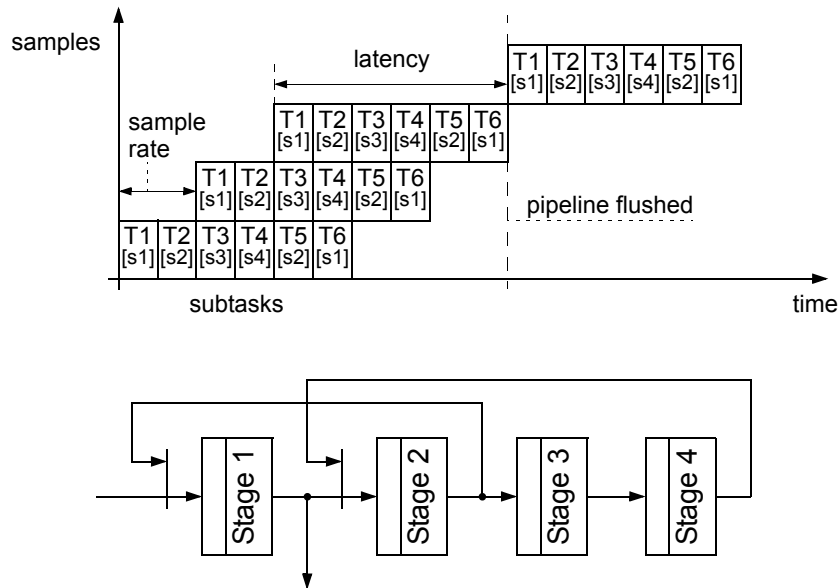 samples
latency
T1 T2 T3 T4 T5 T6
[s1] [s2] [s3] [s4] [s2] [s1]
sample
rate
T1 T2 T3 T4 T5 T6
[s1] [s2] [s3] [s4] [s2] [s1]
T1 T2 T3 T4 T5 T6
[s1] [s2] [s3] [s4] [s2] [s1]
pipeline flushed
T1 T2 T3 T4 T5 T6
[s1] [s2] [s3] [s4] [s2] [s1]
subtasks
time
Stage 1
Stage 2
Stage 3
Stage 4